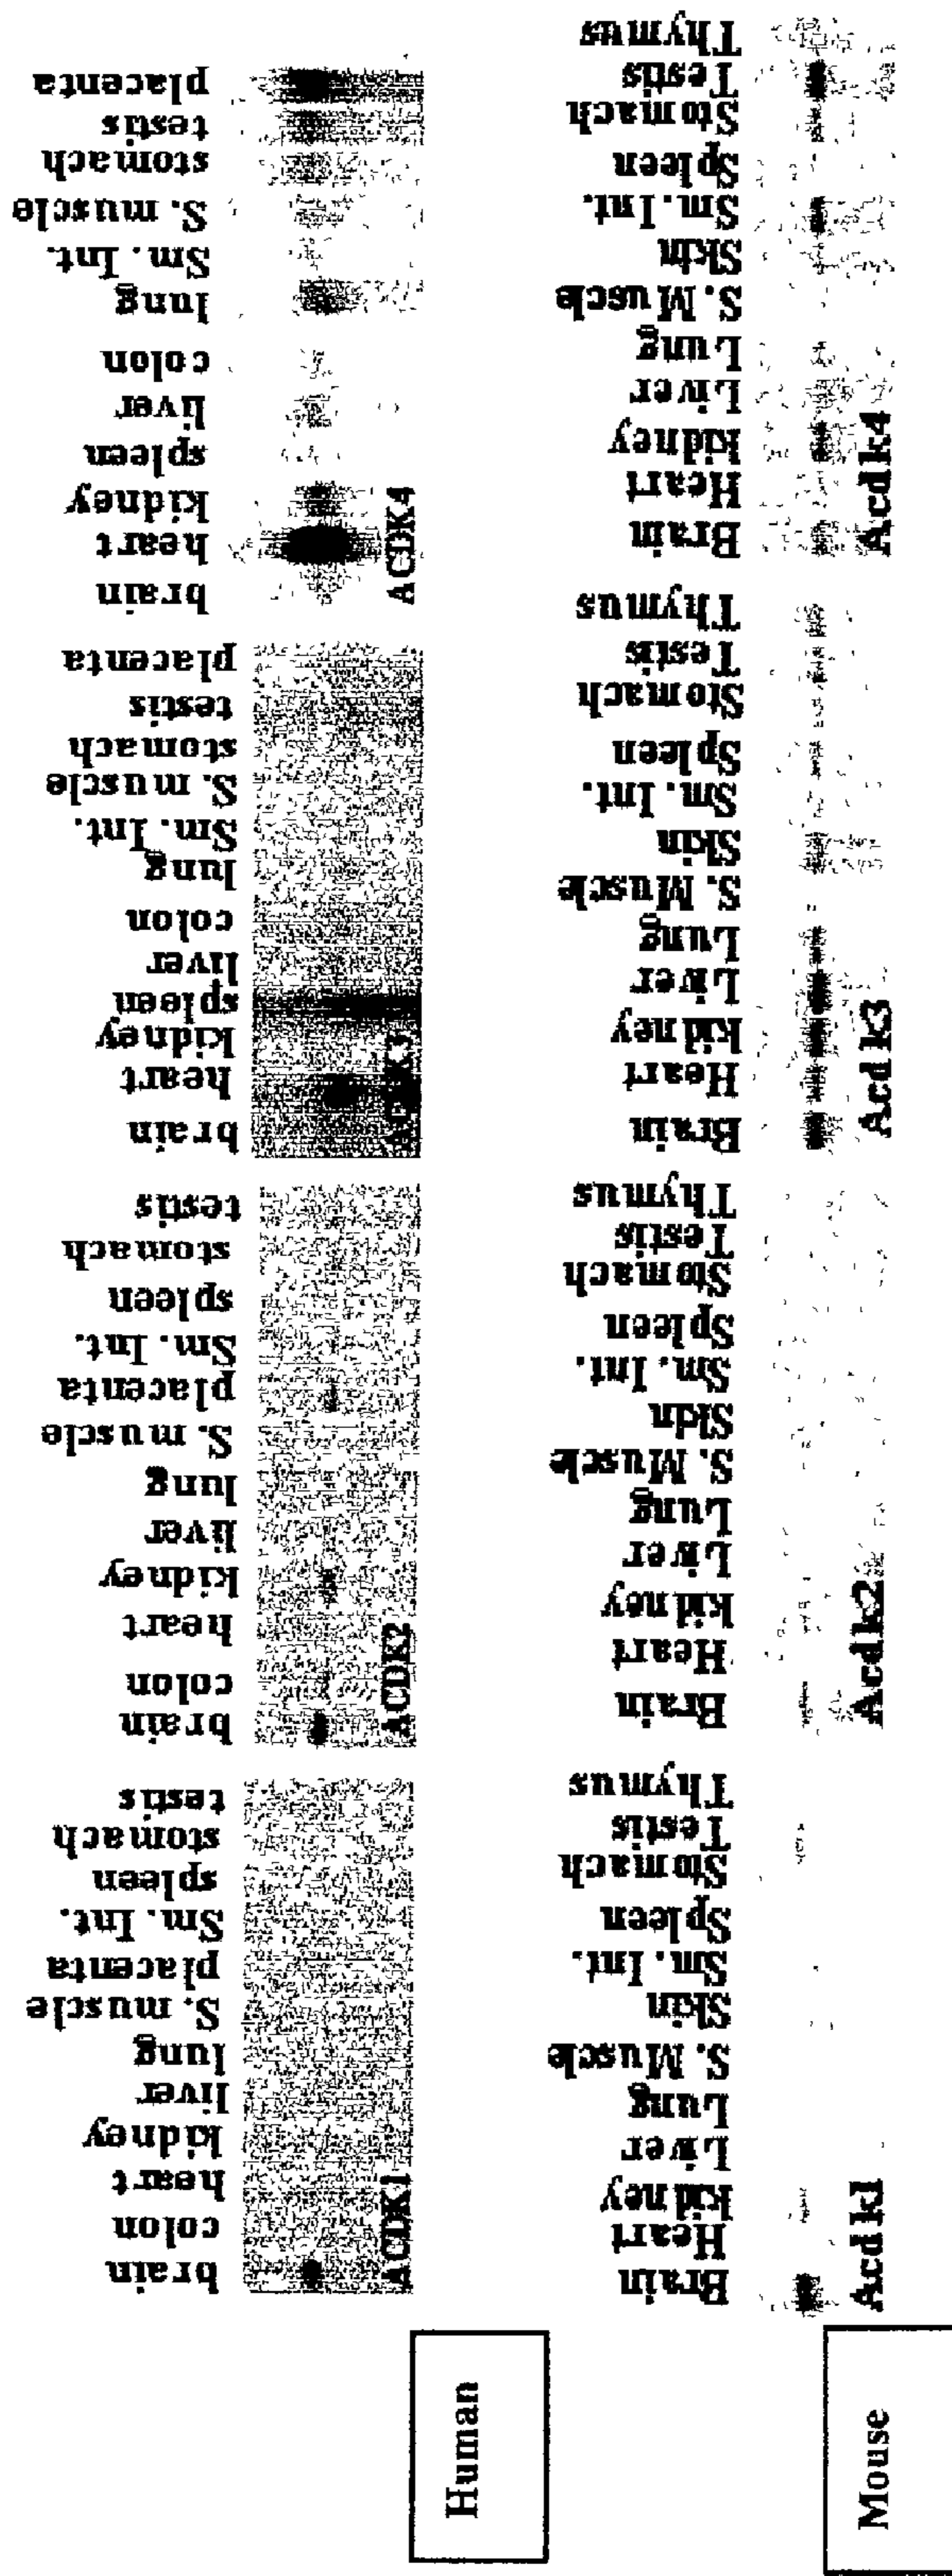 Human
brain
colon
heart
kidney
liver
lung
S. muscle
placenta
Sm. Int.
spleen
stomach
testis
ACDK1
brain
colon
heart
kidney
liver
lung
S. muscle
placenta
Sm. Int.
spleen
stomach
testis
ACDK2
brain
heart
kidney
spleen
liver
colon
lung
Sm. Int.
S. muscle
stomach
testis
placenta
ACDK3
brain
heart
kidney
spleen
liver
colon
lung
Sm. Int.
S. muscle
stomach
testis
placenta
ACDK4
Mouse
Brain
Heart
kidney
Liver
Lung
S. Muscle
Skin
Sm. Int.
Spleen
Stomach
Testis
Thymus
Acdk1
Brain
Heart
kidney
Liver
Lung
S. Muscle
Skin
Sm. Int.
Spleen
Stomach
Testis
Thymus
Acdk2
Brain
Heart
kidney
Liver
Lung
S. Muscle
Skin
Sm. Int.
Spleen
Stomach
Testis
Thymus
Acdk3
Brain
Heart
kidney
Liver
Lung
S. Muscle
Skin
Sm. Int.
Spleen
Stomach
Testis
Thymus
Acdk4